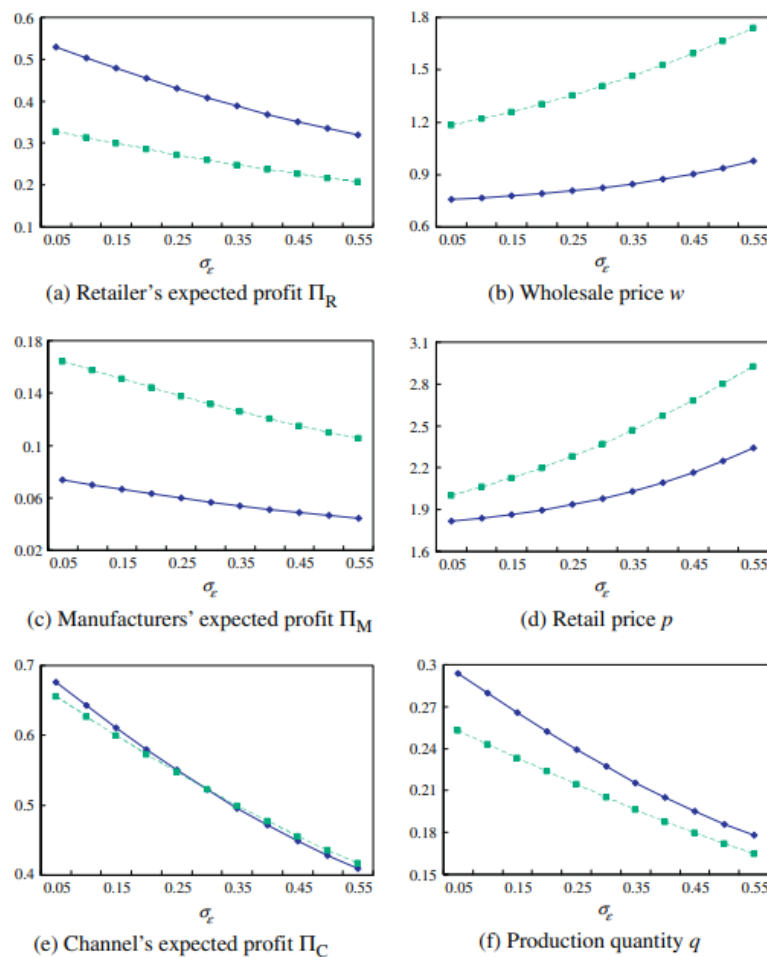 0.6
0.5
0.4
0.3
0.2
0.1
0.05 0.15 0.25 0.35 0.45 0.55
σε
(a) Retailer's expected profit ΠR
1.8
1.5
1.2
0.9
0.6
0.05 0.15 0.25 0.35 0.45 0.55
σε
(b) Wholesale price w
0.18
0.14
0.1
0.06
0.02
0.05 0.15 0.25 0.35 0.45 0.55
σε
(c) Manufacturers' expected profit ΠM
3.1
2.8
2.5
2.2
1.9
1.6
0.05 0.15 0.25 0.35 0.45 0.55
σε
(d) Retail price p
0.7
0.6
0.5
0.4
0.05 0.15 0.25 0.35 0.45 0.55
σε
(e) Channel's expected profit ΠC
0.3
0.27
0.24
0.21
0.18
0.15
0.05 0.15 0.25 0.35 0.45 0.55
σε
(f) Production quantity q